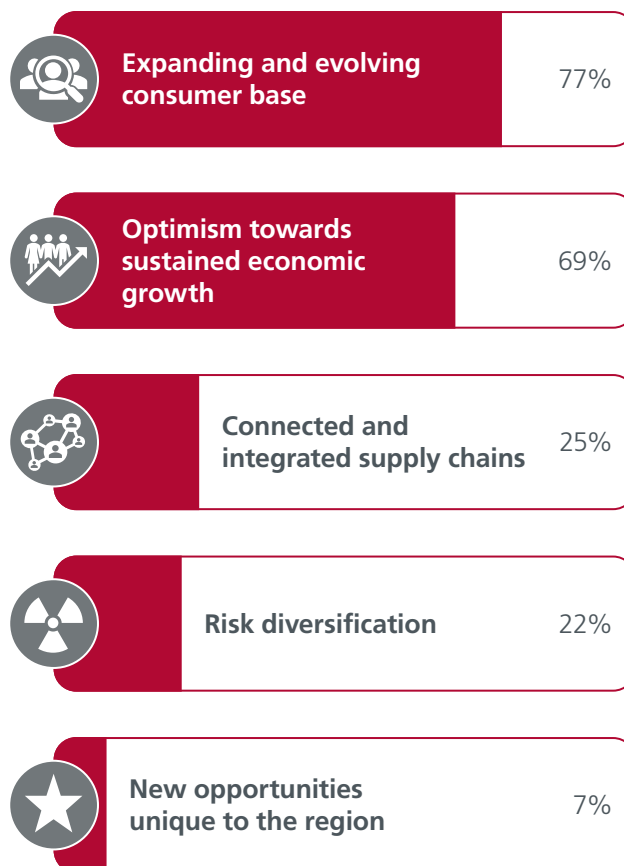 Expanding and evolving
consumer base
77%
Optimism towards
sustained economic
growth
69%
Connected and
integrated supply chains
25%
Risk diversification
22%
New opportunities
unique to the region
7%